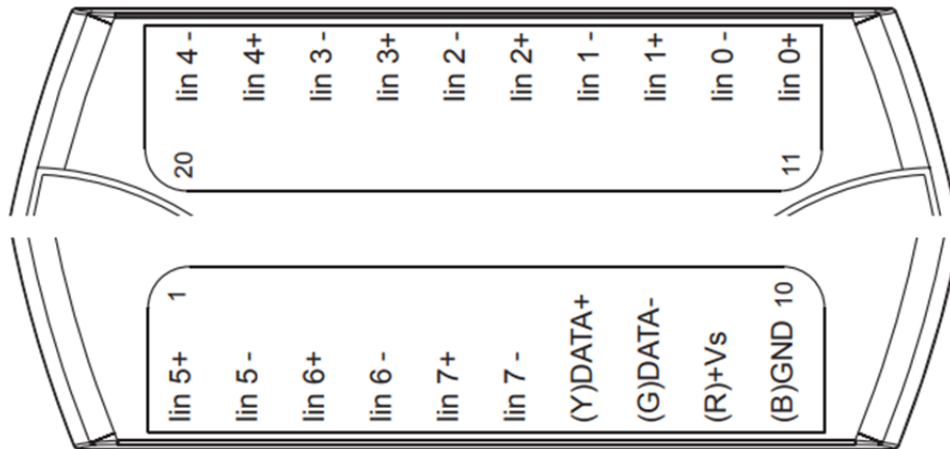 Iin 4 -
Iin 4+
Iin 3 -
Iin 3+
Iin 2 -
Iin 2+
Iin 1 -
Iin 1+
Iin 0 -
Iin 0+
20
11
1
10
Iin 5+
Iin 5 -
Iin 6+
Iin 6 -
Iin 7+
Iin 7 -
(Y)DATA+
(G)DATA-
(R)+Vs
(B)GND